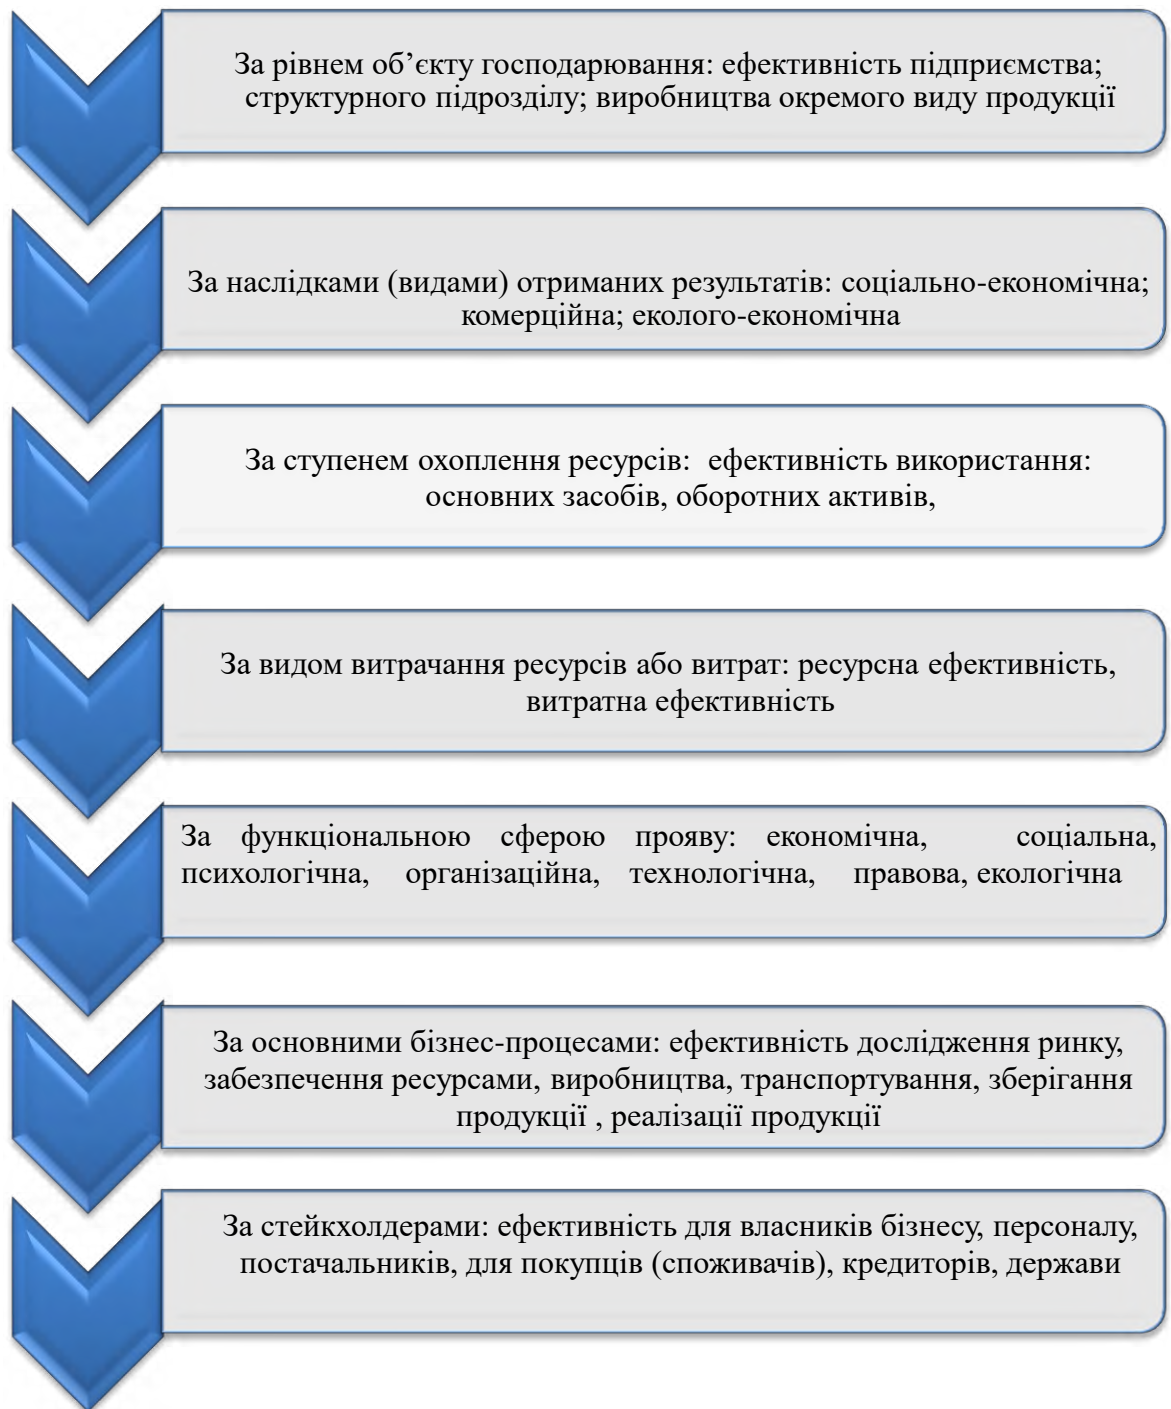 За рівнем об’єкту господарювання: ефективність підприємства;
структурного підрозділу; виробництва окремого виду продукції
За наслідками (видами) отриманих результатів: соціально-економічна;
комерційна; еколого-економічна
За ступенем охоплення ресурсів: ефективність використання:
основних засобів, оборотних активів,
За видом витрачання ресурсів або витрат: ресурсна ефективність,
витратна ефективність
За функціональною сферою прояву: економічна, соціальна,
психологічна, організаційна, технологічна, правова, екологічна
За основними бізнес-процесами: ефективність дослідження ринку,
забезпечення ресурсами, виробництва, транспортування, зберігання
продукції , реалізації продукції
За стейкхолдерами: ефективність для власників бізнесу, персоналу,
постачальників, для покупців (споживачів), кредиторів, держави